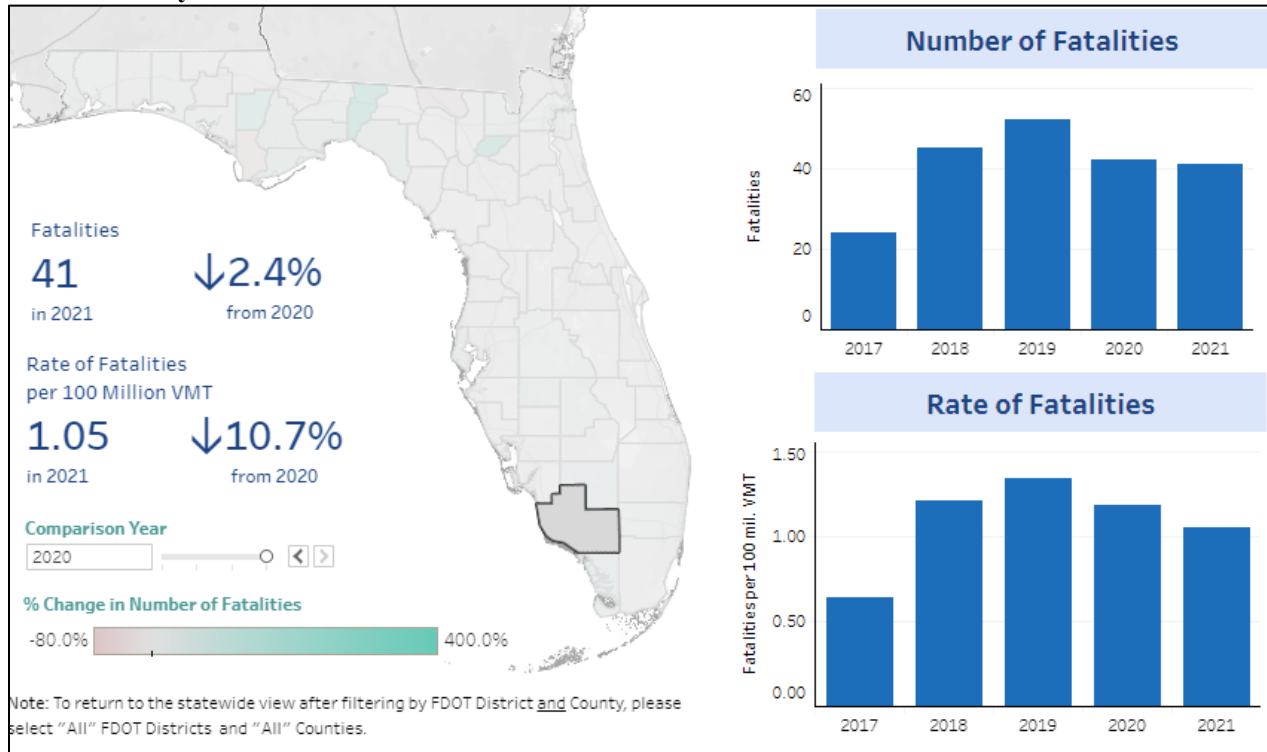 Fatalities
41
↓2.4%
in 2021
from 2020
Rate of Fatalities
per 100 Million VMT
1.05
↓10.7%
in 2021
from 2020
Comparison Year
2020
% Change in Number of Fatalities
-80.0%
400.0%
Note: To return to the statewide view after filtering by FDOT District and County, please
select "All" FDOT Districts and "All" Counties.
Number of Fatalities
Fatalities
60
40
20
0
2017 2018 2019 2020 2021
Rate of Fatalities
Fatalities per 100 mil. VMT
1.50
1.00
0.50
0.00
2017 2018 2019 2020 2021